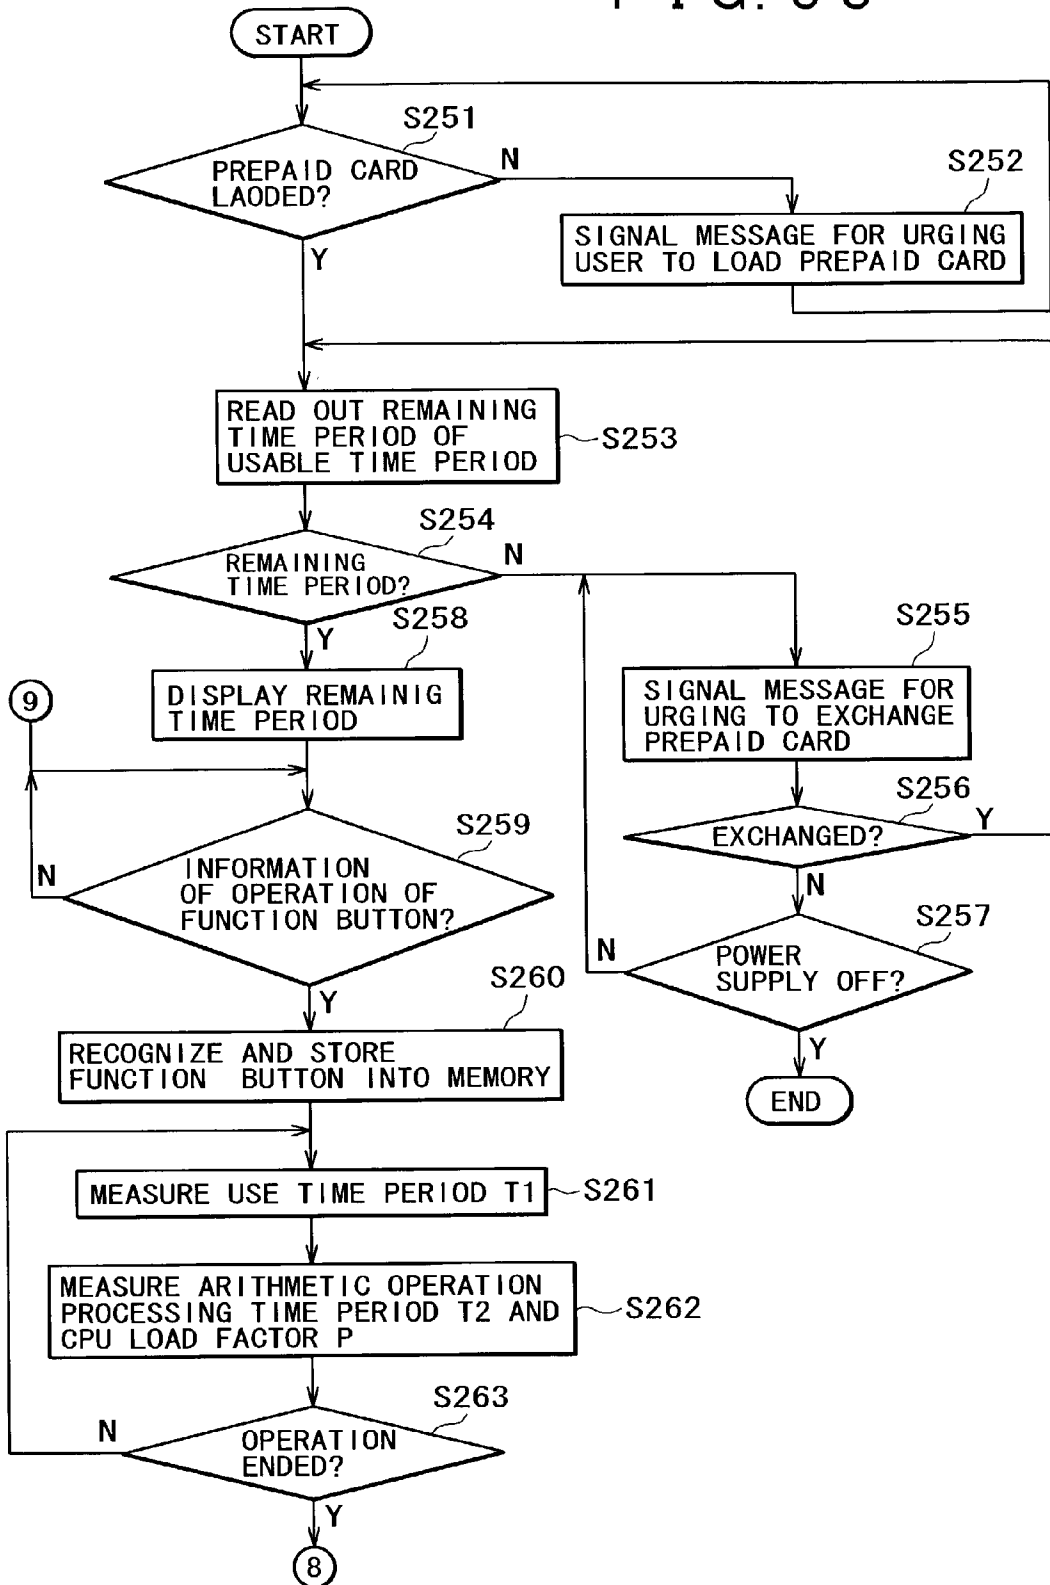 START
S251
PREPAID CARD
LAODED?
N
Y
S252
SIGNAL MESSAGE FOR URGING
USER TO LOAD PREPAID CARD
READ OUT REMAINING
TIME PERIOD OF
USABLE TIME PERIOD
S253
S254
REMAINING
TIME PERIOD?
N
Y
S258
DISPLAY REMAINIG
TIME PERIOD
9
S255
SIGNAL MESSAGE FOR
URGING TO EXCHANGE
PREPAID CARD
S256
EXCHANGED?
Y
N
S257
POWER
SUPPLY OFF?
N
Y
END
S259
INFORMATION
OF OPERATION OF
FUNCTION BUTTON?
N
Y
S260
RECOGNIZE AND STORE
FUNCTION BUTTON INTO MEMORY
MEASURE USE TIME PERIOD T1
S261
MEASURE ARITHMETIC OPERATION
PROCESSING TIME PERIOD T2 AND
CPU LOAD FACTOR P
S262
S263
OPERATION
ENDED?
N
Y
8